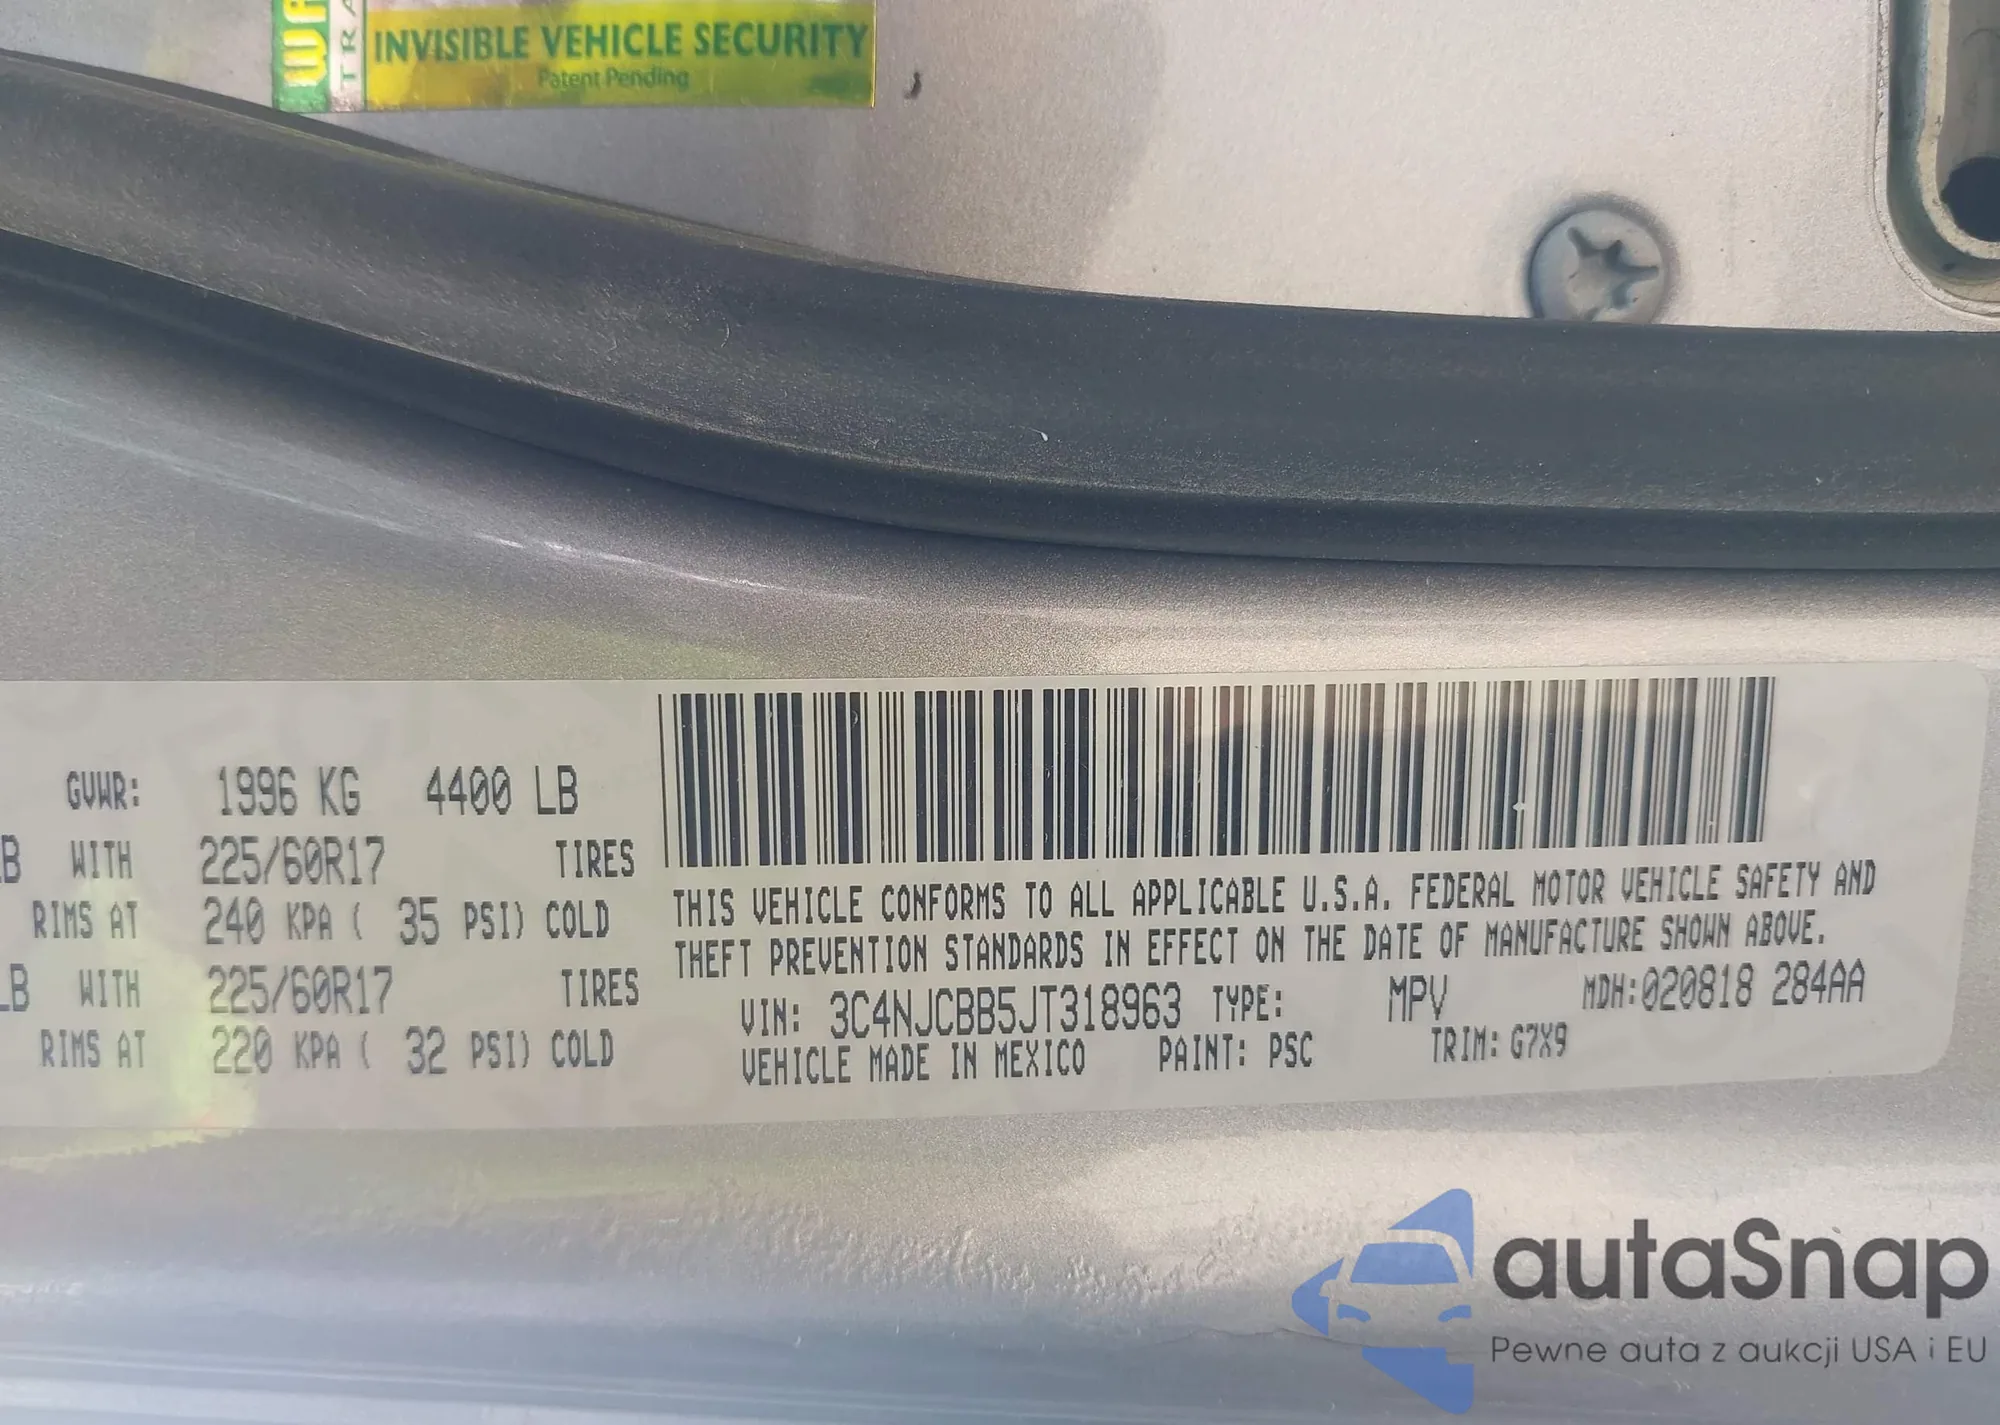 WA
TRA
INVISIBLE VEHICLE SECURITY
Patent Pending
GVWR: 1996 KG 4400 LB
LB WITH 225/60R17 TIRES
RIMS AT 240 KPA ( 35 PSI) COLD
LB WITH 225/60R17 TIRES
RIMS AT 220 KPA ( 32 PSI) COLD
THIS VEHICLE CONFORMS TO ALL APPLICABLE U.S.A. FEDERAL MOTOR VEHICLE SAFETY AND
THEFT PREVENTION STANDARDS IN EFFECT ON THE DATE OF MANUFACTURE SHOWN ABOVE.
VIN: 3C4NJCBB5JT318963 TYPE: MPV MDH:020818 284AA
VEHICLE MADE IN MEXICO PAINT: PSC TRIM: G7X9
autaSnap
Pewne auta z aukcji USA i EU